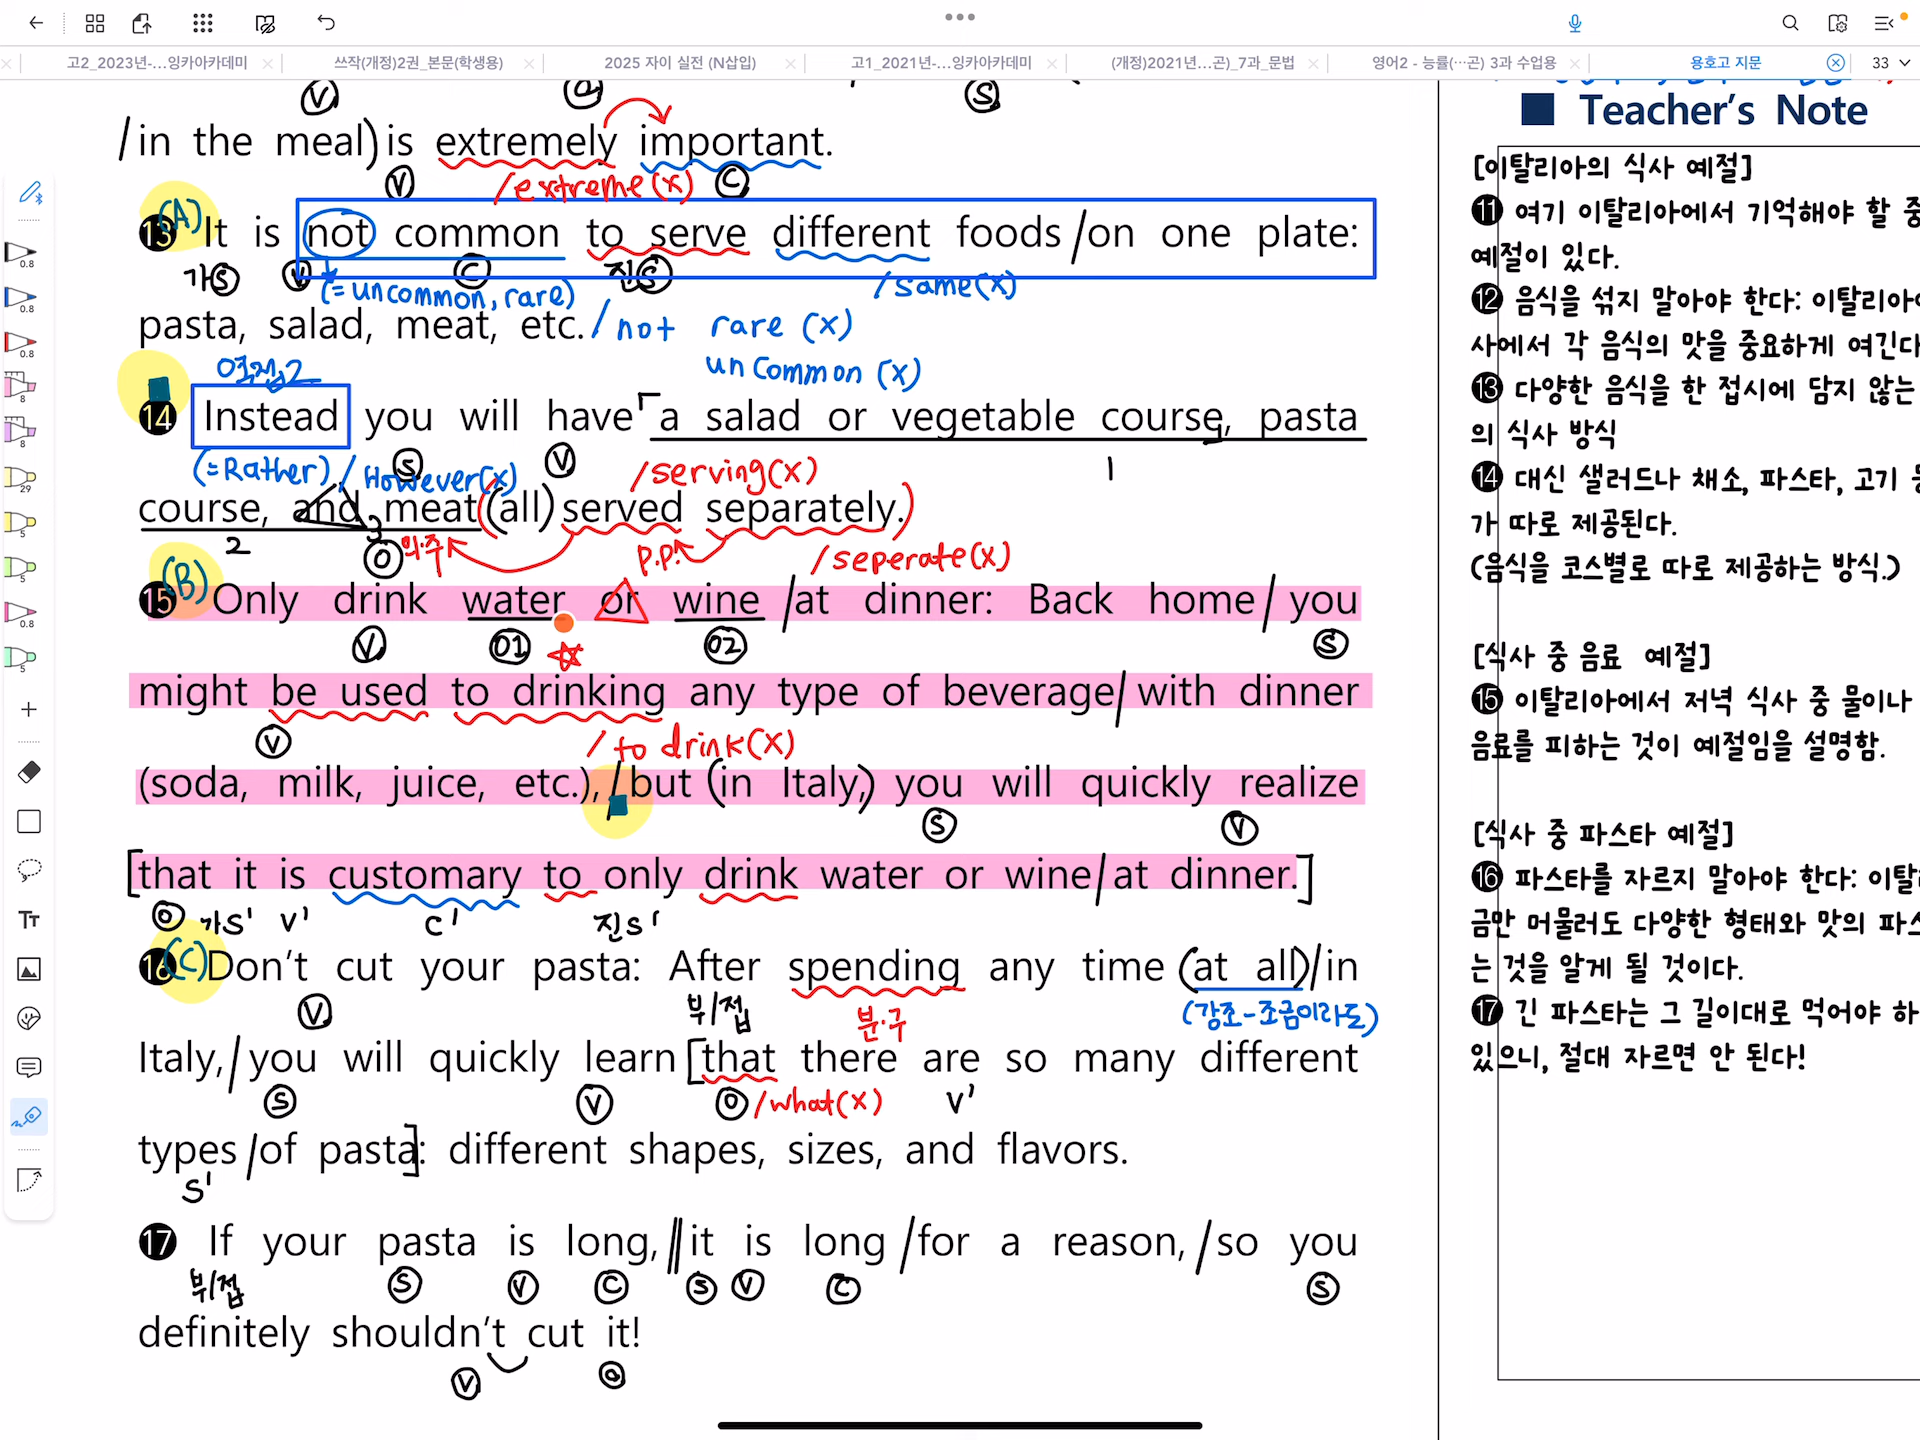 고2_2023년-...잉카아카데미
쓰작(개정)2권_본문(학생용)
2025 자이 실전 (N삽입)
고1_2021년-...잉카아카데미
(개정)2021년...곤)_7과_문법
영어2 - 능률(...곤) 3과 수업용
용호고 지문
33
V
S
/in the meal) is extremely important.
V /extreme(x) C
(A)
13 It is not common to serve different foods /on one plate:
가S V C 진S
(=uncommon, rare) /same(x)
pasta, salad, meat, etc. /not rare (x)
uncommon (x)
역접2
14 Instead you will have a salad or vegetable course, pasta
(=Rather) /However(x) S V /serving(x) 1
course, and meat (all) served separately.)
2 3 O 의·주 P.P. /seperate(x)
(B)
15 Only drink water or wine /at dinner: Back home / you
V O1 ☆ O2 S
might be used to drinking any type of beverage/ with dinner
V /to drink(X)
(soda, milk, juice, etc.), /but (in Italy,) you will quickly realize
S V
[that it is customary to only drink water or wine/at dinner.]
O 가S' V' C' 진S'
(C)
16 Don't cut your pasta: After spending any time (at all)/in
V 부/접 분·구 (강조-조금이라도)
Italy,/you will quickly learn [that there are so many different
S V O /what(x) V'
types /of pasta]: different shapes, sizes, and flavors.
S'
17 If your pasta is long, //it is long /for a reason, /so you
부/접 S V C S V C S
definitely shouldn't cut it!
V O
■ Teacher's Note
[이탈리아의 식사 예절]
11 여기 이탈리아에서 기억해야 할 중
예절이 있다.
12 음식을 섞지 말아야 한다: 이탈리아
사에서 각 음식의 맛을 중요하게 여긴다
13 다양한 음식을 한 접시에 담지 않는
의 식사 방식
14 대신 샐러드나 채소, 파스타, 고기
가 따로 제공된다.
(음식을 코스별로 따로 제공하는 방식.)
[식사 중 음료 예절]
15 이탈리아에서 저녁 식사 중 물이나
음료를 피하는 것이 예절임을 설명함.
[식사 중 파스타 예절]
16 파스타를 자르지 말아야 한다: 이탈
금만 머물러도 다양한 형태와 맛의 파스
는 것을 알게 될 것이다.
17 긴 파스타는 그 길이대로 먹어야 하
있으니, 절대 자르면 안 된다!
0.8
0.8
0.8
8
8
29
5
5
0.8
5
TT